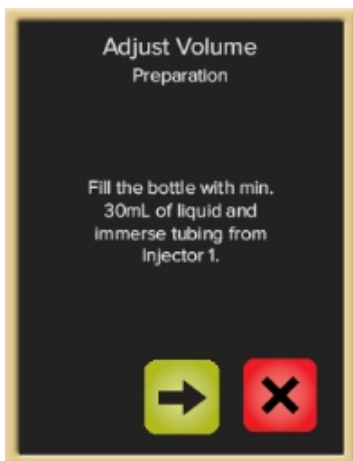 Adjust Volume
Preparation
Fill the bottle with min.
30mL of liquid and
immerse tubing from
Injector 1.